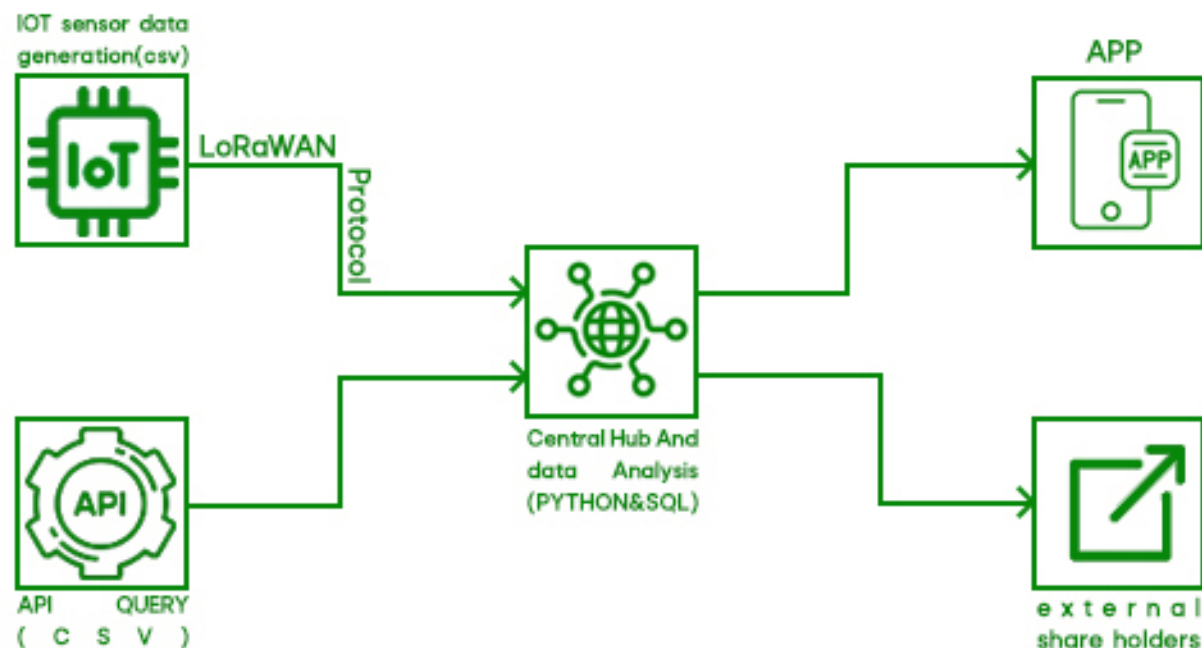 IOT sensor data
generation(csv)
IoT
LoRaWAN
Protocol
API
API QUERY
( C S V )
Central Hub And
data Analysis
(PYTHON&SQL)
APP
APP
external
share holders